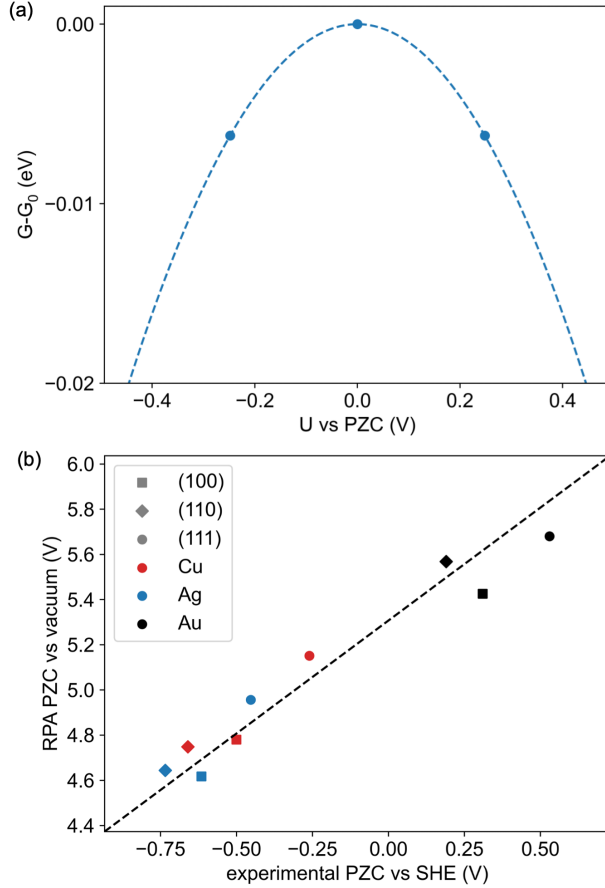 (a)
0.00
−0.01
−0.02
G-G₀ (eV)
−0.4
−0.2
0.0
0.2
0.4
U vs PZC (V)
(b)
6.0
5.8
5.6
5.4
5.2
5.0
4.8
4.6
4.4
RPA PZC vs vacuum (V)
(100)
(110)
(111)
Cu
Ag
Au
−0.75
−0.50
−0.25
0.00
0.25
0.50
experimental PZC vs SHE (V)